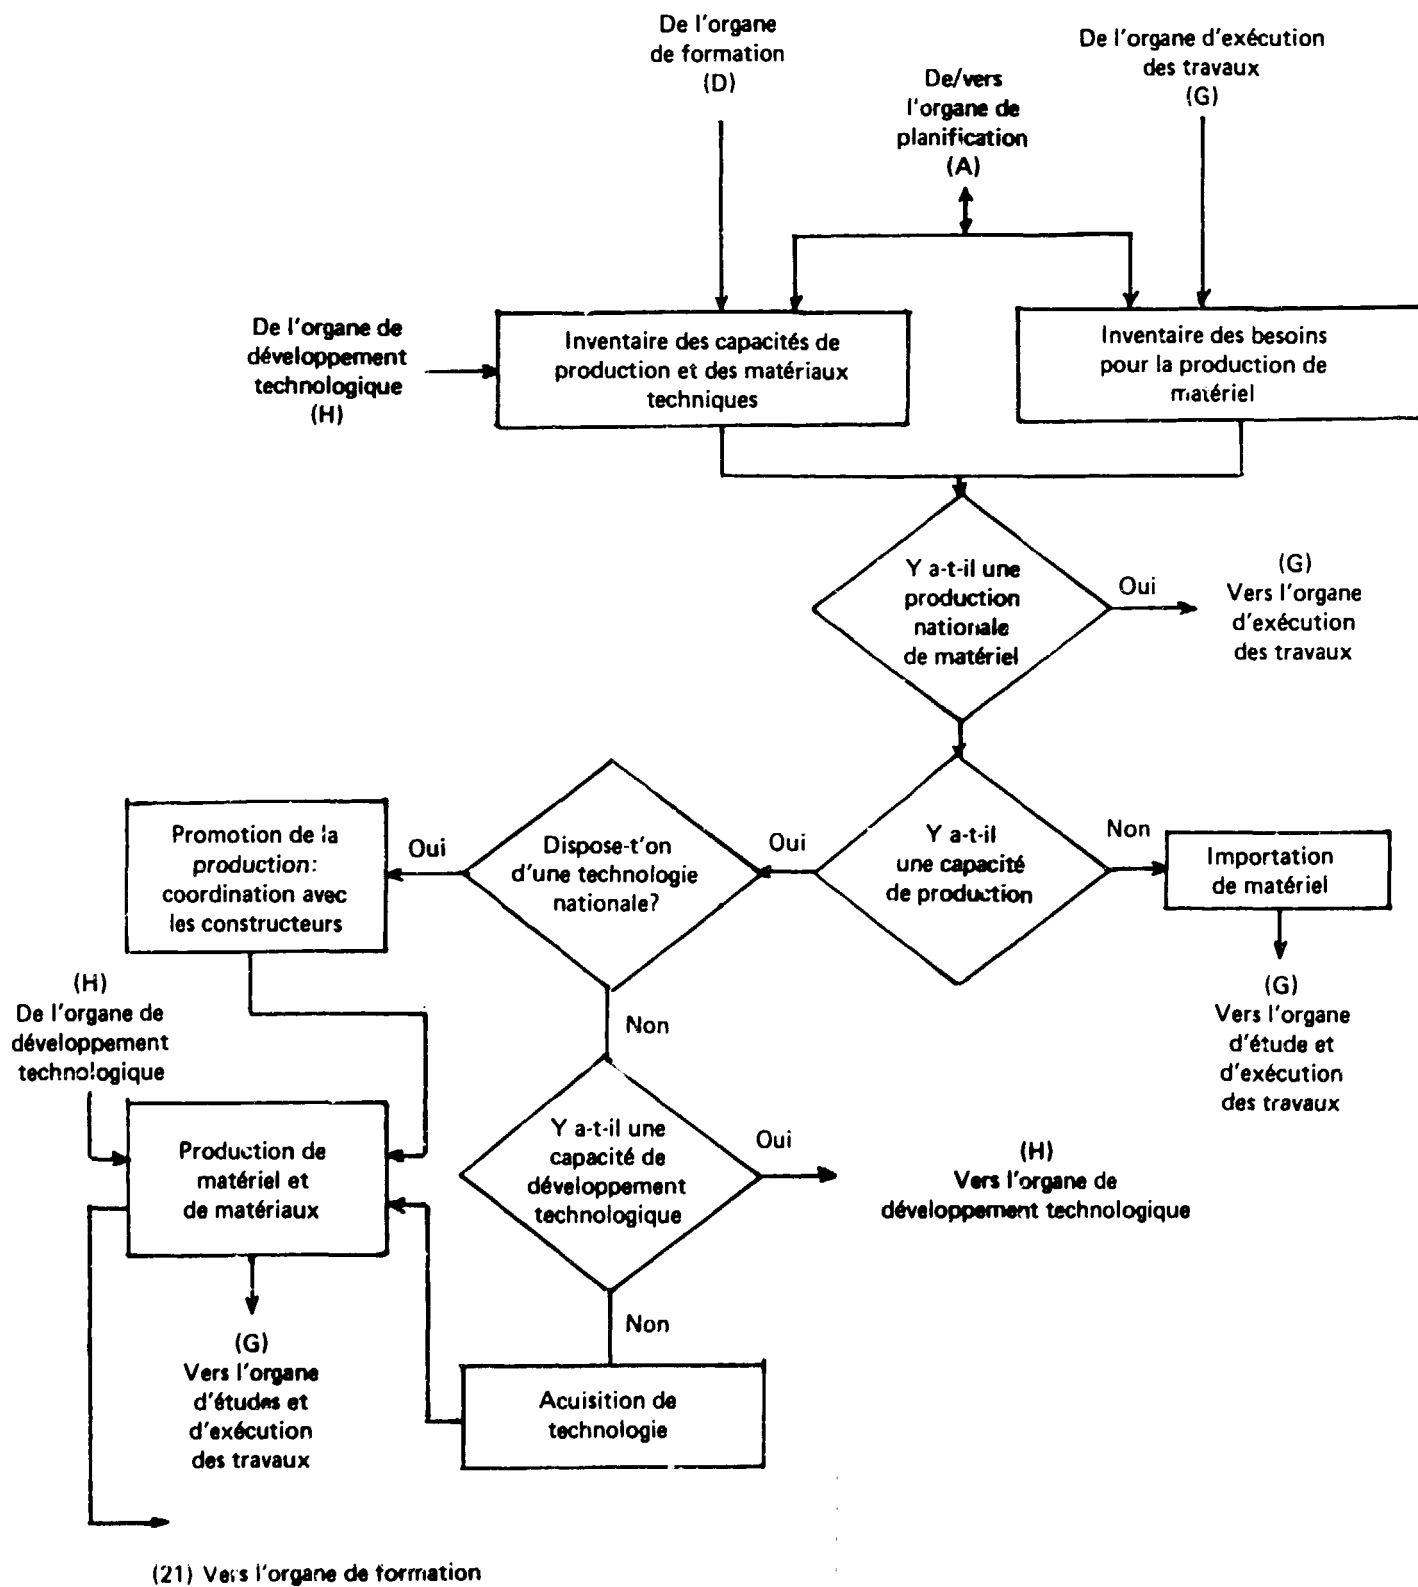 De l'organe
de formation
(D)
De l'organe d'exécution
des travaux
(G)
De/vers
l'organe de
planification
(A)
De l'organe de
développement
technologique
(H)
Inventaire des capacités de
production et des matériaux
techniques
Inventaire des besoins
pour la production de
matériel
Y a-t-il une
production
nationale
de matériel
Oui
(G)
Vers l'organe
d'exécution
des travaux
Promotion de la
production:
coordination avec
les constructeurs
Oui
Dispose-t'on
d'une technologie
nationale?
Oui
Y a-t-il
une capacité
de production
Non
Importation
de matériel
(G)
Vers l'organe
d'étude et
d'exécution
des travaux
(H)
De l'organe de
développement
technologique
Non
Production de
matériel et
de matériaux
Y a-t-il une
capacité de
développement
technologique
Oui
(H)
Vers l'organe de
développement technologique
(G)
Vers l'organe
d'études et
d'exécution
des travaux
Non
Acuisition de
technologie
(21) Vers l'organe de formation